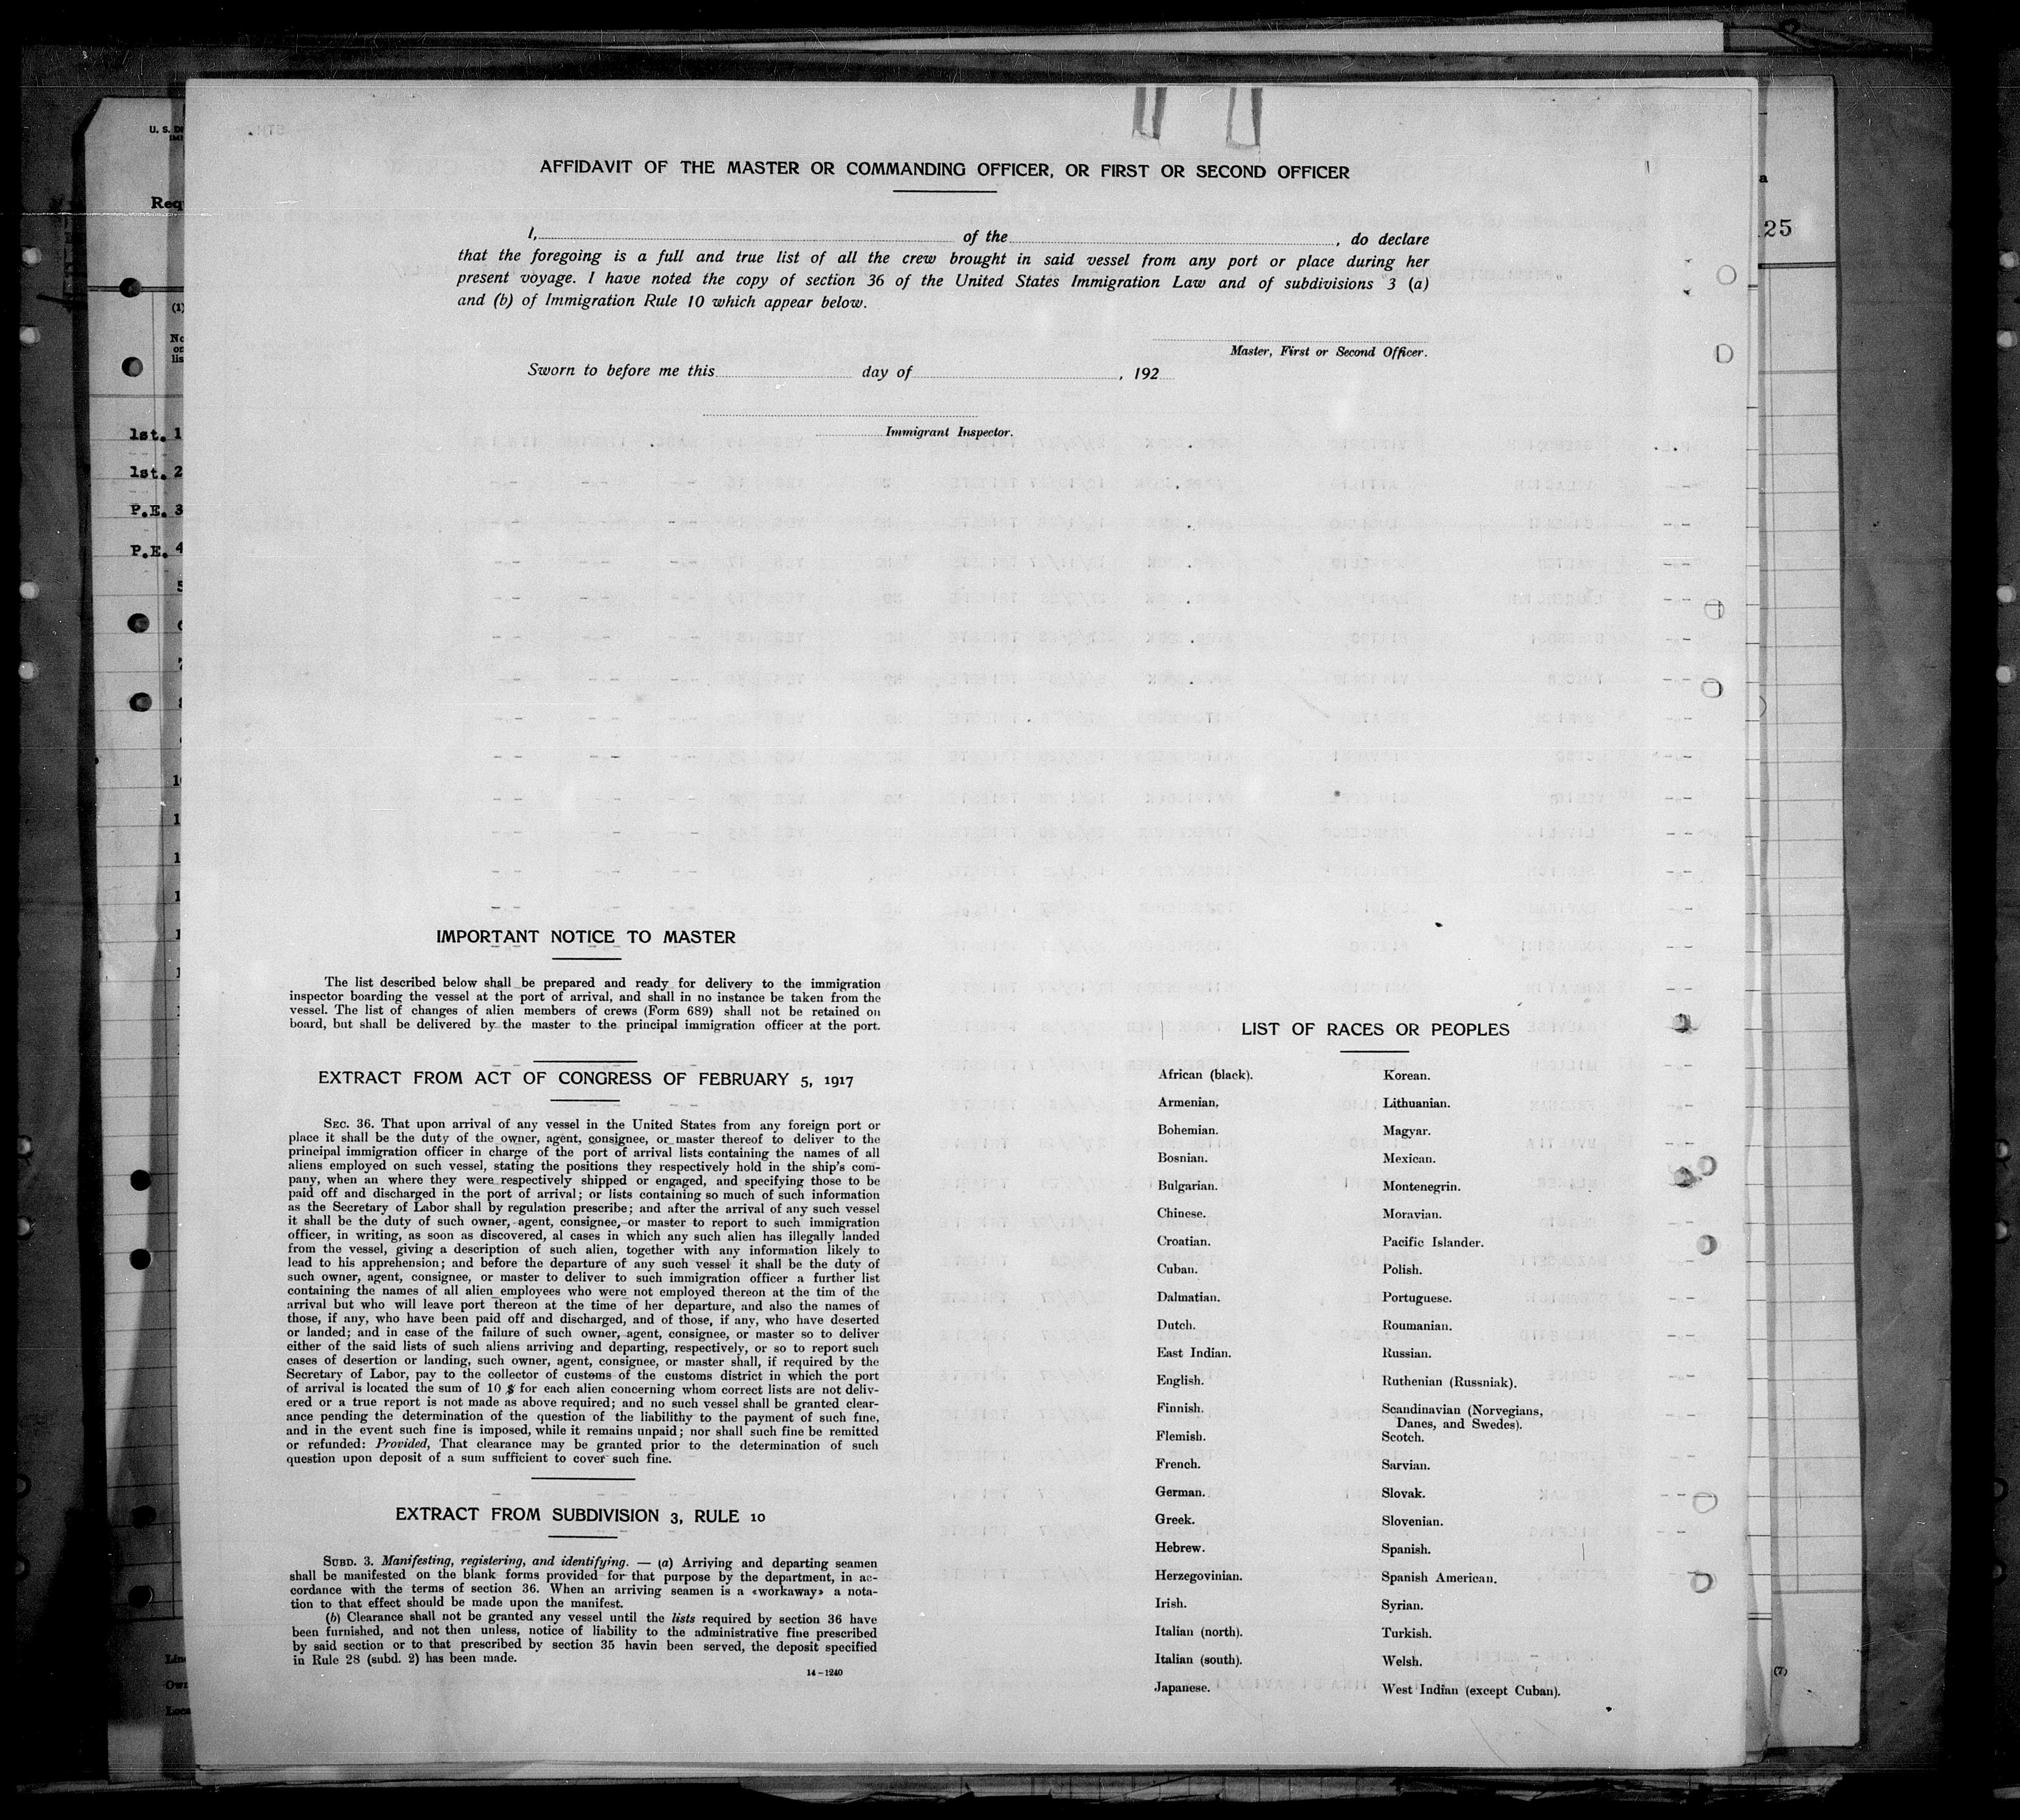 AFFIDAVIT OF THE MASTER OR COMMANDING OFFICER, OR FIRST OR SECOND OFFICER
I, of the , do declare
that the foregoing is a full and true list of all the crew brought in said vessel from any port or place during her
present voyage. I have noted the copy of section 36 of the United States Immigration Law and of subdivisions 3 (a)
and (b) of Immigration Rule 10 which appear below.
Master, First or Second Officer.
Sworn to before me this day of , 192
Immigrant Inspector.
IMPORTANT NOTICE TO MASTER
The list described below shall be prepared and ready for delivery to the immigration
inspector boarding the vessel at the port of arrival, and shall in no instance be taken from the
vessel. The list of changes of alien members of crews (Form 689) shall not be retained on
board, but shall be delivered by the master to the principal immigration officer at the port.
EXTRACT FROM ACT OF CONGRESS OF FEBRUARY 5, 1917
SEC. 36. That upon arrival of any vessel in the United States from any foreign port or
place it shall be the duty of the owner, agent, consignee, or master thereof to deliver to the
principal immigration officer in charge of the port of arrival lists containing the names of all
aliens employed on such vessel, stating the positions they respectively hold in the ship's com-
pany, when an where they were respectively shipped or engaged, and specifying those to be
paid off and discharged in the port of arrival; or lists containing so much of such information
as the Secretary of Labor shall by regulation prescribe; and after the arrival of any such vessel
it shall be the duty of such owner, agent, consignee, or master to report to such immigration
officer, in writing, as soon as discovered, al cases in which any such alien has illegally landed
from the vessel, giving a description of such alien, together with any information likely to
lead to his apprehension; and before the departure of any such vessel it shall be the duty of
such owner, agent, consignee, or master to deliver to such immigration officer a further list
containing the names of all alien employees who were not employed thereon at the tim of the
arrival but who will leave port thereon at the time of her departure, and also the names of
those, if any, who have been paid off and discharged, and of those, if any, who have deserted
or landed; and in case of the failure of such owner, agent, consignee, or master so to deliver
either of the said lists of such aliens arriving and departing, respectively, or so to report such
cases of desertion or landing, such owner, agent, consignee, or master shall, if required by the
Secretary of Labor, pay to the collector of customs of the customs district in which the port
of arrival is located the sum of 10 $ for each alien concerning whom correct lists are not deliv-
ered or a true report is not made as above required; and no such vessel shall be granted clear-
ance pending the determination of the question of the liabilithy to the payment of such fine,
and in the event such fine is imposed, while it remains unpaid; nor shall such fine be remitted
or refunded: Provided, That clearance may be granted prior to the determination of such
question upon deposit of a sum sufficient to cover such fine.
EXTRACT FROM SUBDIVISION 3, RULE 10
SUBD. 3. Manifesting, registering, and identifying. — (a) Arriving and departing seamen
shall be manifested on the blank forms provided for that purpose by the department, in ac-
cordance with the terms of section 36. When an arriving seamen is a «workaway» a nota-
tion to that effect should be made upon the manifest.
(b) Clearance shall not be granted any vessel until the lists required by section 36 have
been furnished, and not then unless, notice of liability to the administrative fine prescribed
by said section or to that prescribed by section 35 havin been served, the deposit specified
in Rule 28 (subd. 2) has been made.
14–1240
LIST OF RACES OR PEOPLES
African (black).
Armenian.
Bohemian.
Bosnian.
Bulgarian.
Chinese.
Croatian.
Cuban.
Dalmatian.
Dutch.
East Indian.
English.
Finnish.
Flemish.
French.
German.
Greek.
Hebrew.
Herzegovinian.
Irish.
Italian (north).
Italian (south).
Japanese.
Korean.
Lithuanian.
Magyar.
Mexican.
Montenegrin.
Moravian.
Pacific Islander.
Polish.
Portuguese.
Roumanian.
Russian.
Ruthenian (Russniak).
Scandinavian (Norvegians,
Danes, and Swedes).
Scotch.
Sarvian.
Slovak.
Slovenian.
Spanish.
Spanish American.
Syrian.
Turkish.
Welsh.
West Indian (except Cuban).
U. S.
Req
(1)
1st. 1
1st. 2
P.E. 3
P.E. 4
25
(7)